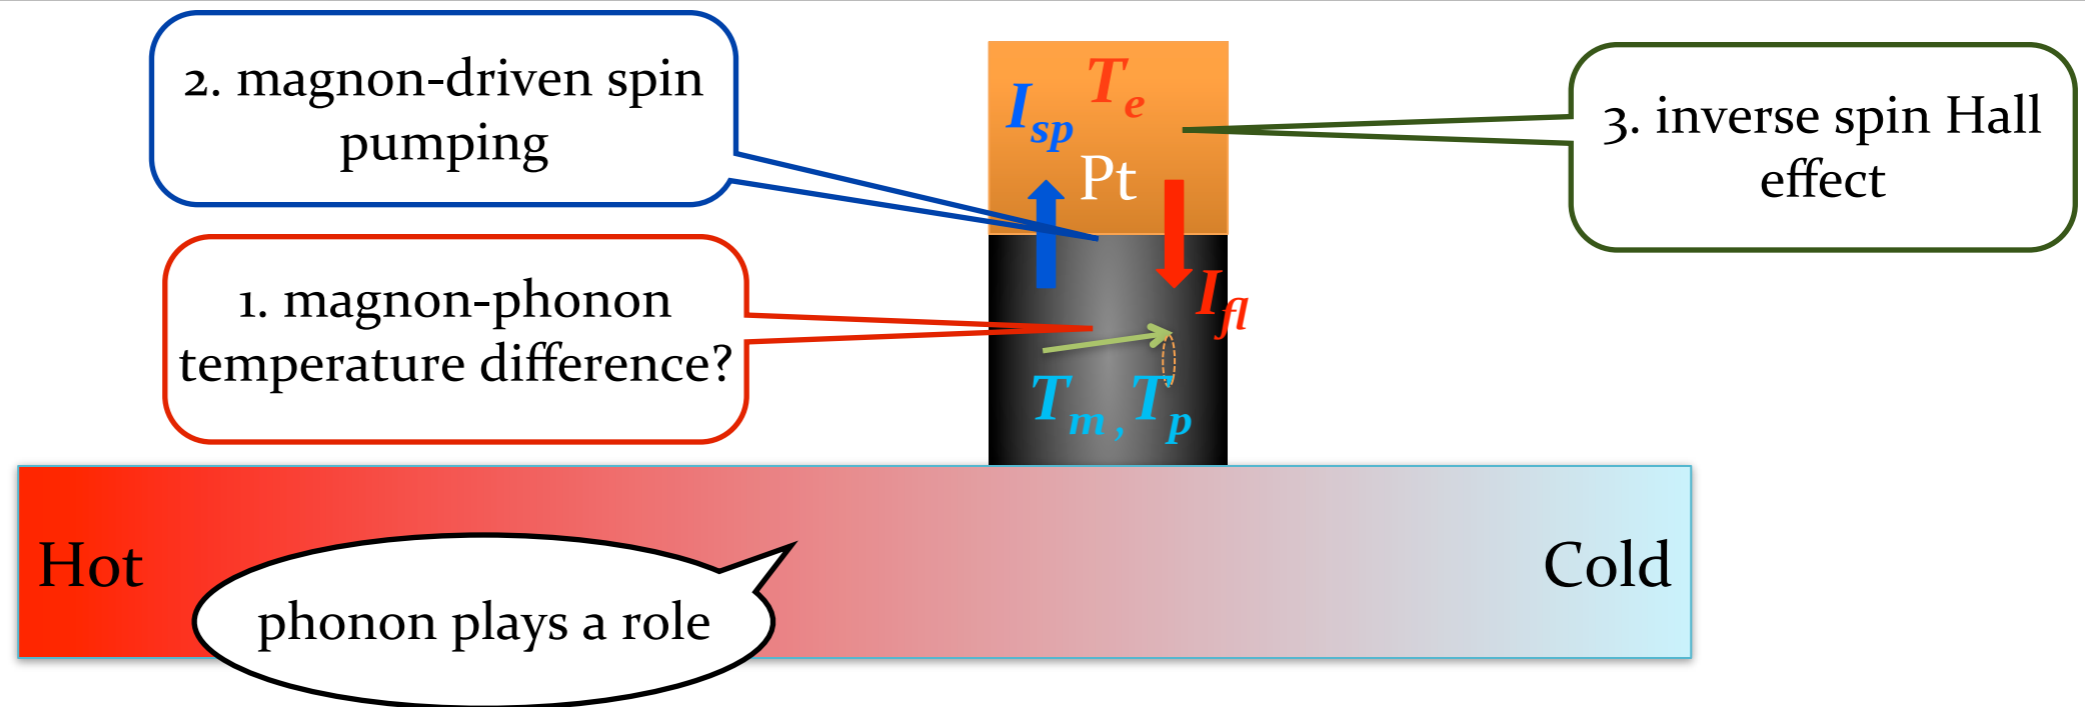 2. magnon-driven spin
pumping
1. magnon-phonon
temperature difference?
I_sp
T_e
Pt
I_fl
T_m, T_p
3. inverse spin Hall
effect
Hot
phonon plays a role
Cold